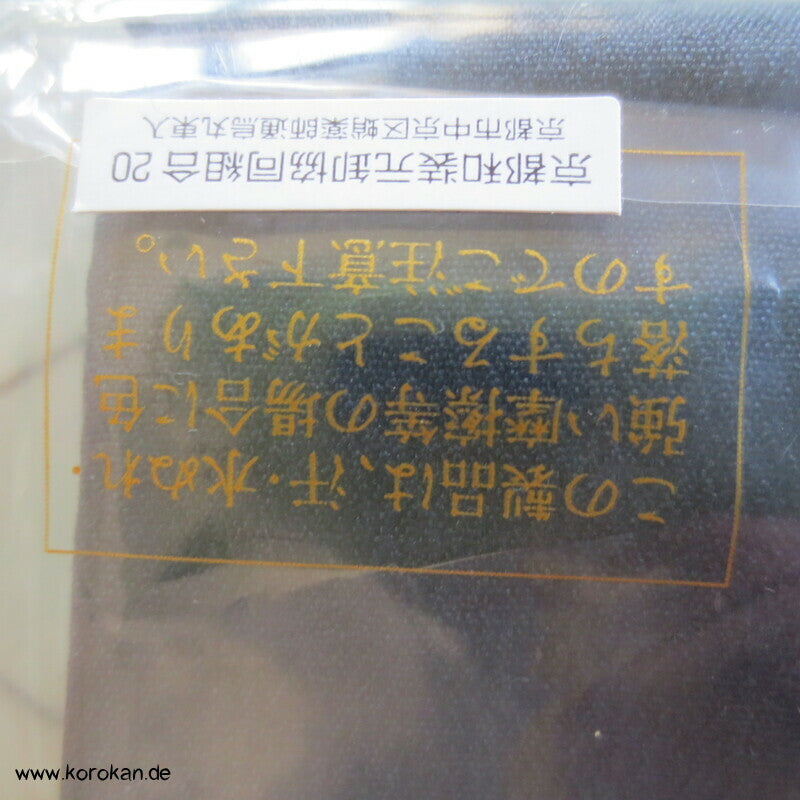 この製品は、汗・水ぬれ・
強い摩擦等の場合に色
落ちすることがありま
すのでご注意下さい。
京都和装元卸協同組合 20
京都市中京区蛸薬師通烏丸東入
www.korokan.de